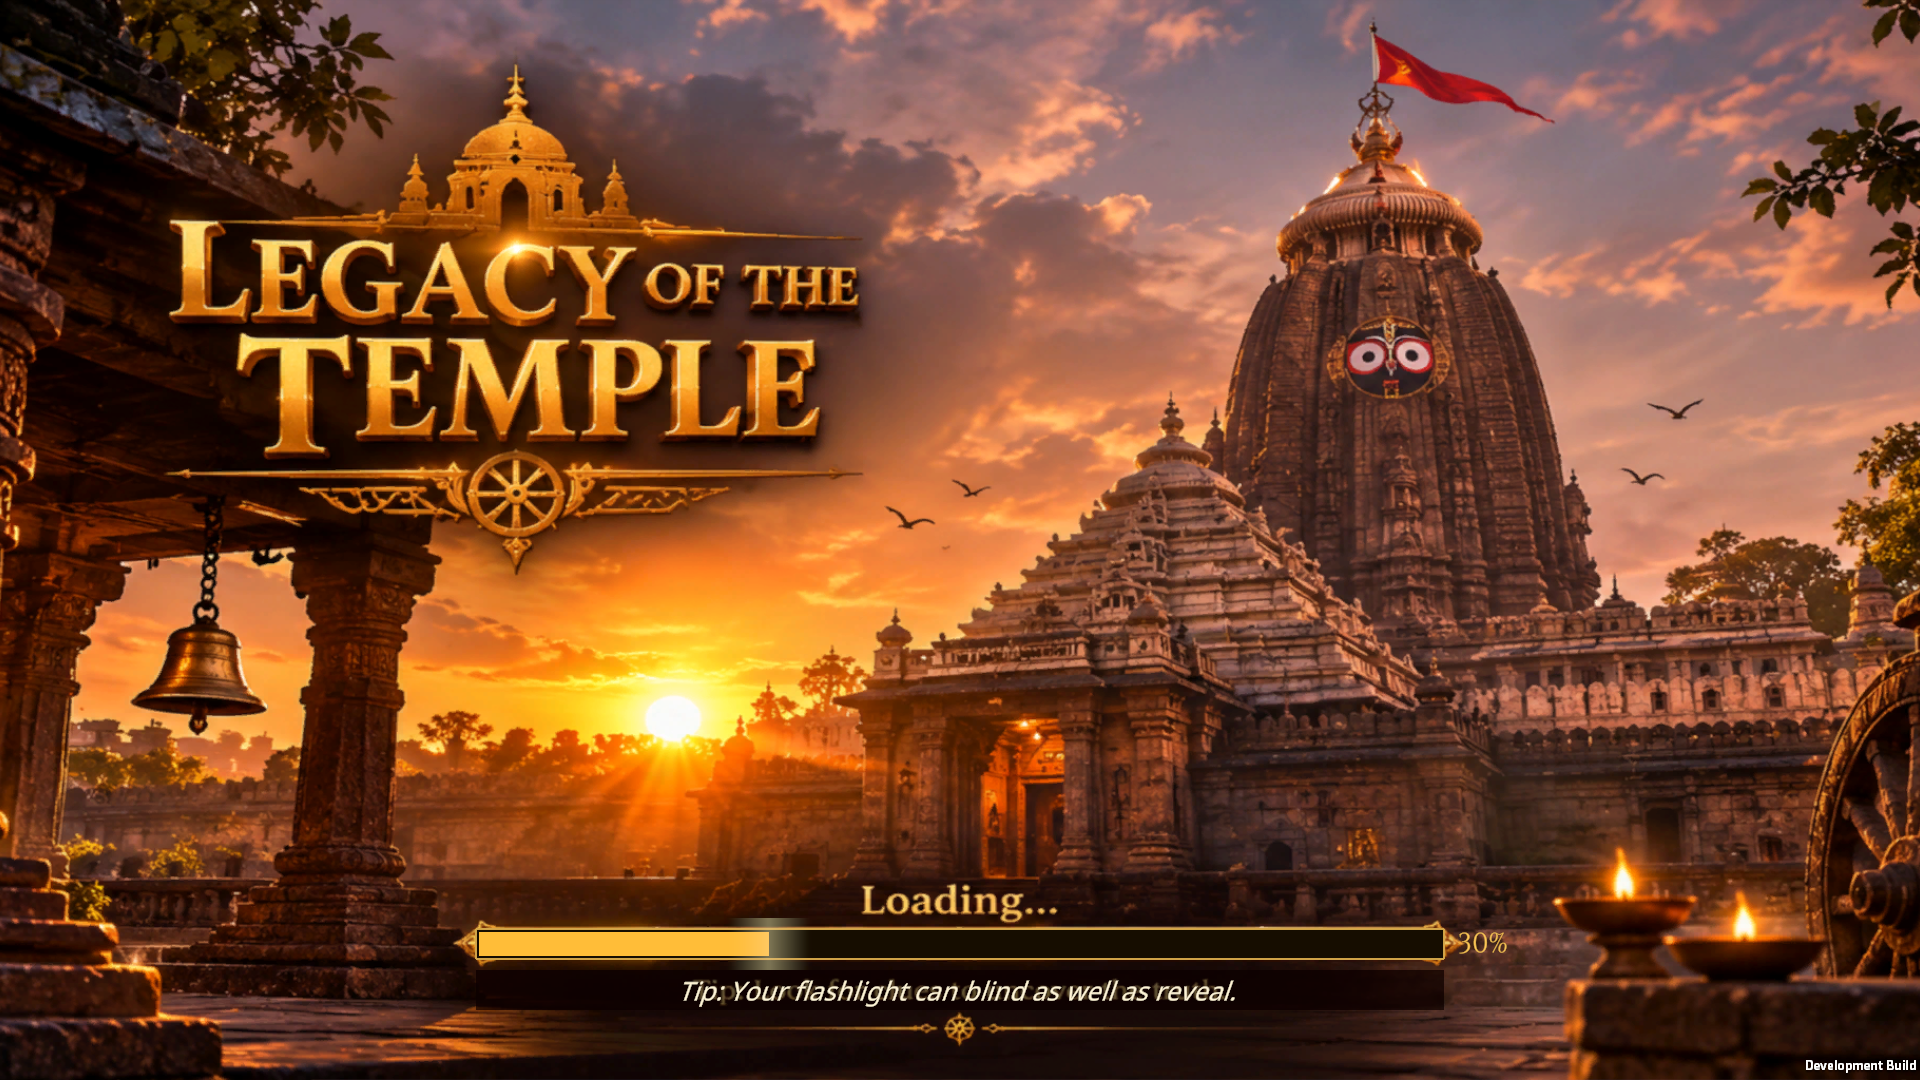 LEGACY OF THE
TEMPLE
Loading...
30%
Tip: Your flashlight can blind as well as reveal.
Development Build